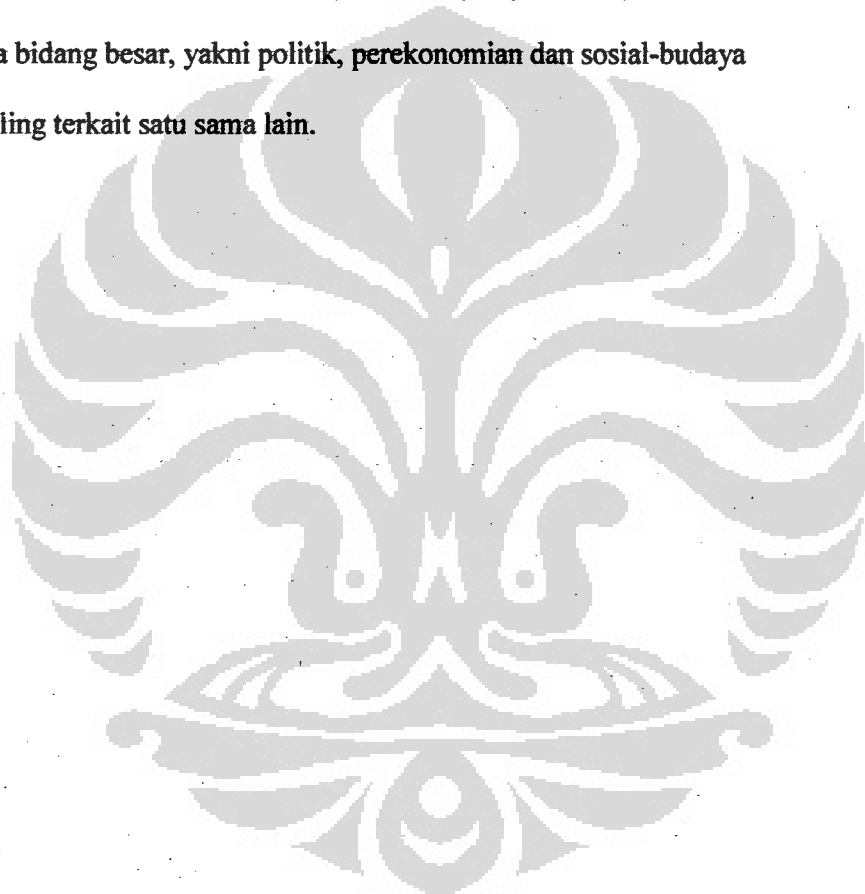 a bidang besar, yakni politik, perekonomian dan sosial-budaya
ling terkait satu sama lain.